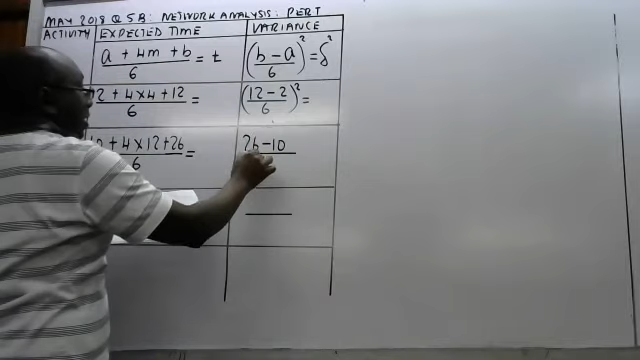 MAY 2018 Q 5B: NETWORK ANALYSIS: PERT
ACTIVITY EXPECTED TIME VARIANCE
a + 4m + b / 6 = t (b - a / 6)² = δ²
2 + 4×4 + 12 / 6 = (12 - 2 / 6)² =
+ 4×12 + 26 / 6 = 26 - 10